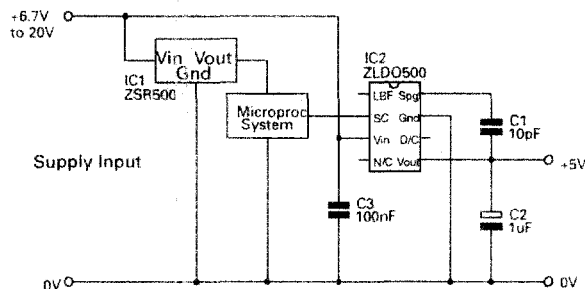 +6.7V
to 20V
Vin Vout
Gnd
IC1
ZSR500
Microproc
System
IC2
ZLDO500
LBF Spg
SC Gnd
Vin D/C
N/C Vout
C1
10pF
+5V
C2
1uF
C3
100nF
Supply Input
0V
0V